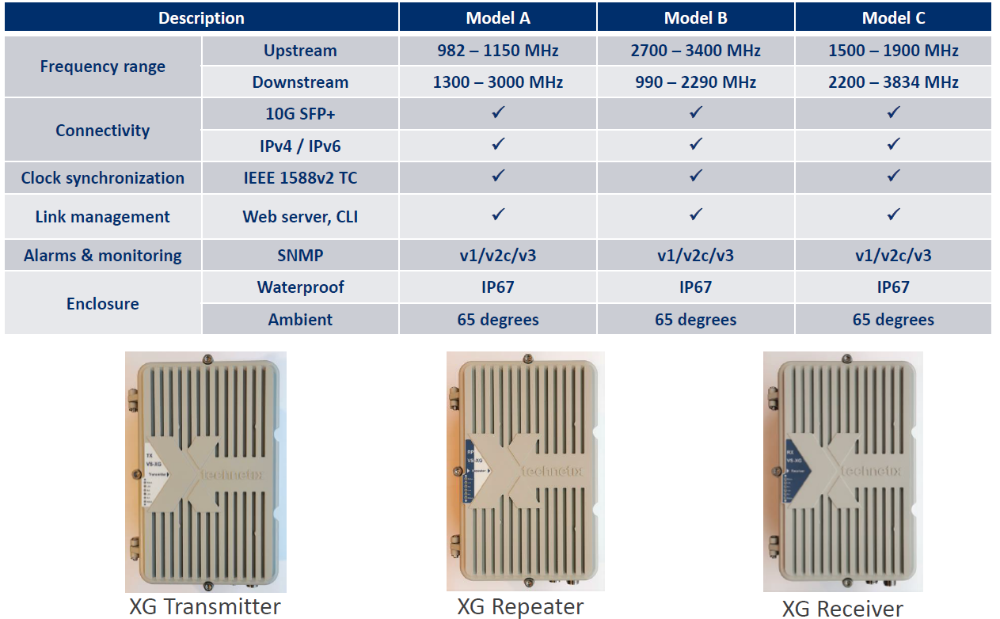 Description Model A Model B Model C
Frequency range
Upstream 982 – 1150 MHz 2700 – 3400 MHz 1500 – 1900 MHz
Downstream 1300 – 3000 MHz 990 – 2290 MHz 2200 – 3834 MHz
Connectivity
10G SFP+ ✓ ✓ ✓
IPv4 / IPv6 ✓ ✓ ✓
Clock synchronization IEEE 1588v2 TC ✓ ✓ ✓
Link management Web server, CLI ✓ ✓ ✓
Alarms & monitoring SNMP v1/v2c/v3 v1/v2c/v3 v1/v2c/v3
Enclosure
Waterproof IP67 IP67 IP67
Ambient 65 degrees 65 degrees 65 degrees
TX
VS-XG
Transmitter
technetix
RP
VS-XG
technetix
RX
VS-XG
Receiver
technetix
XG Transmitter
XG Repeater
XG Receiver